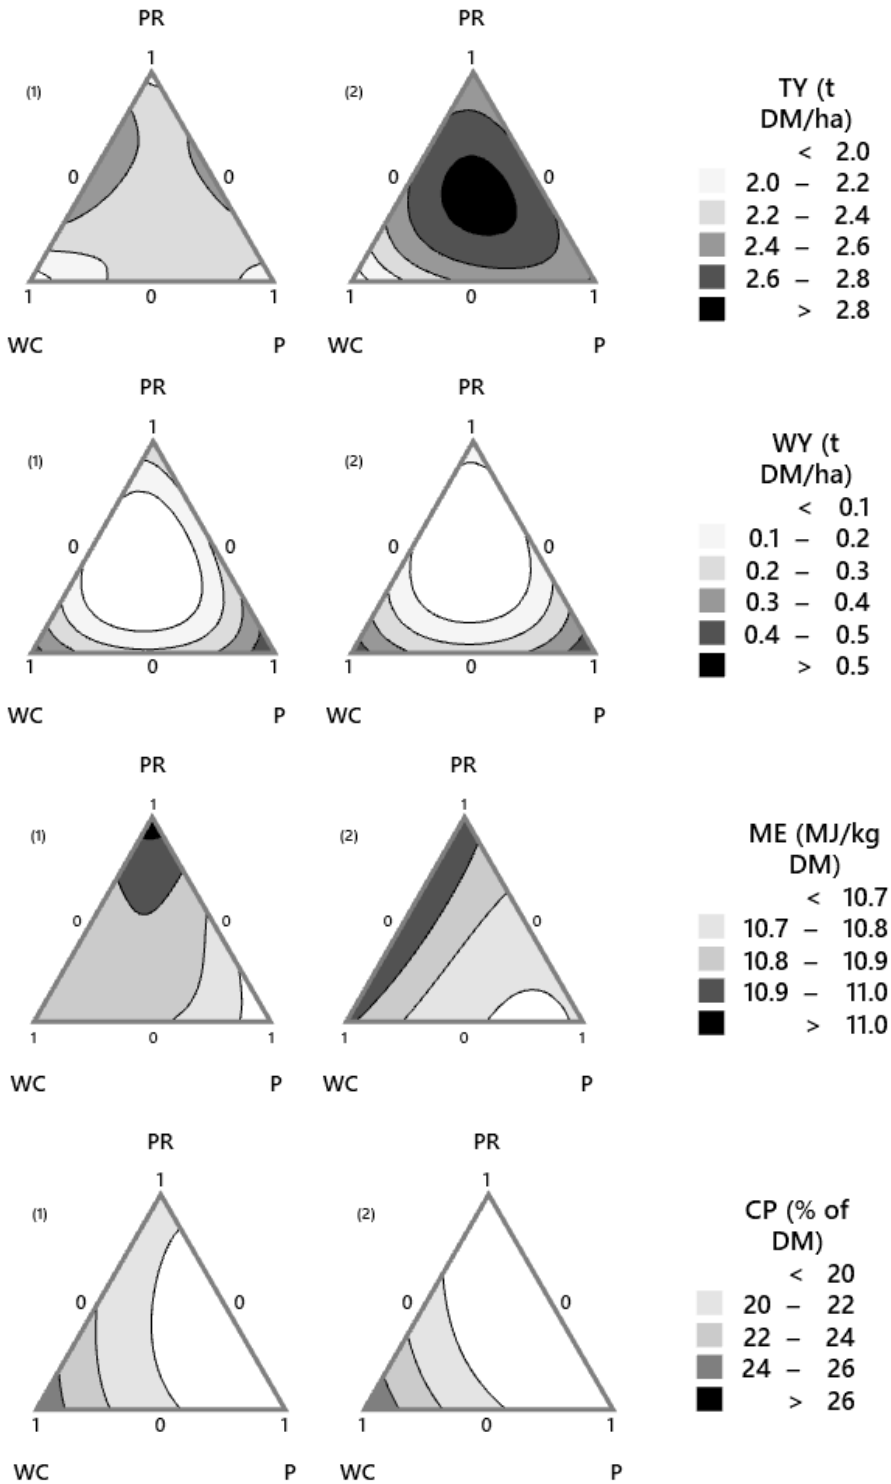 PR PR
1 1
(1) (2)
TY (t
DM/ha)
< 2.0
0 0 0 0
2.0 – 2.2
2.2 – 2.4
2.4 – 2.6
2.6 – 2.8
> 2.8
1 0 1 1 0 1
WC P WC P
PR PR
1 1
(1) (2)
WY (t
DM/ha)
< 0.1
0 0 0 0
0.1 – 0.2
0.2 – 0.3
0.3 – 0.4
0.4 – 0.5
> 0.5
1 0 1 1 0 1
WC P WC P
PR PR
1 1
(1) (2)
ME (MJ/kg
DM)
< 10.7
0 0 0 0
10.7 – 10.8
10.8 – 10.9
10.9 – 11.0
> 11.0
1 0 1 1 0 1
WC P WC P
PR PR
1 1
(1) (2)
CP (% of
DM)
< 20
0 0 0 0
20 – 22
22 – 24
24 – 26
> 26
1 0 1 1 0 1
WC P WC P